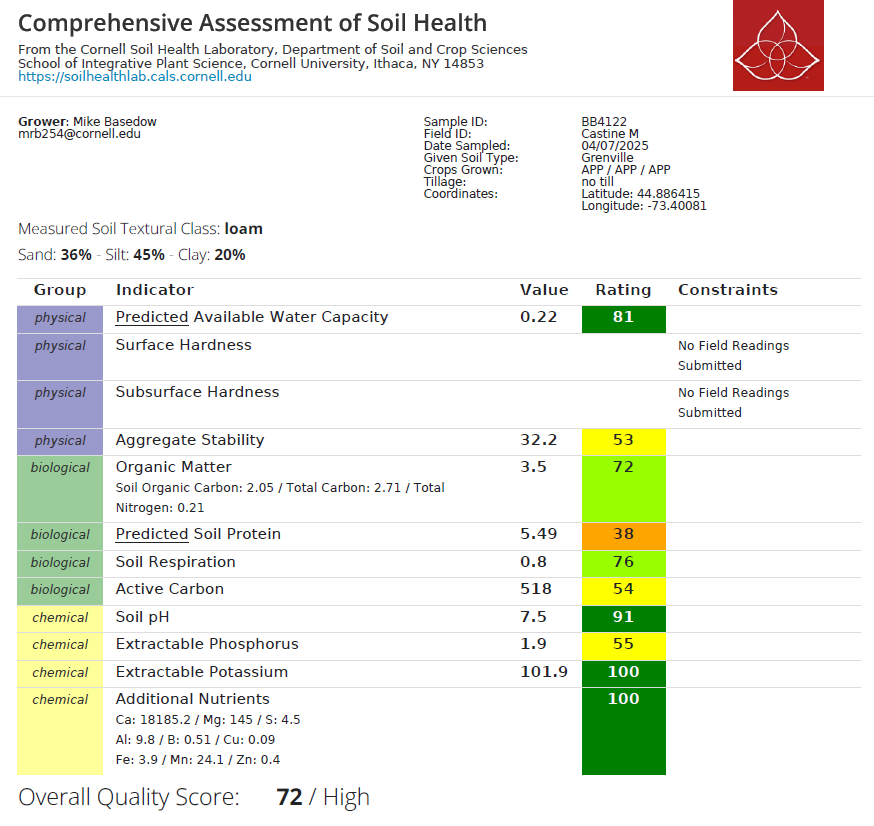 Comprehensive Assessment of Soil Health
From the Cornell Soil Health Laboratory, Department of Soil and Crop Sciences
School of Integrative Plant Science, Cornell University, Ithaca, NY 14853
https://soilhealthlab.cals.cornell.edu
Grower: Mike Basedow
mrb254@cornell.edu
Sample ID: BB4122
Field ID: Castine M
Date Sampled: 04/07/2025
Given Soil Type: Grenville
Crops Grown: APP / APP / APP
Tillage: no till
Coordinates: Latitude: 44.886415
Longitude: -73.40081
Measured Soil Textural Class: loam
Sand: 36% - Silt: 45% - Clay: 20%
Group Indicator Value Rating Constraints
physical Predicted Available Water Capacity 0.22 81
physical Surface Hardness No Field Readings
Submitted
physical Subsurface Hardness No Field Readings
Submitted
physical Aggregate Stability 32.2 53
biological Organic Matter 3.5 72
Soil Organic Carbon: 2.05 / Total Carbon: 2.71 / Total
Nitrogen: 0.21
biological Predicted Soil Protein 5.49 38
biological Soil Respiration 0.8 76
biological Active Carbon 518 54
chemical Soil pH 7.5 91
chemical Extractable Phosphorus 1.9 55
chemical Extractable Potassium 101.9 100
chemical Additional Nutrients 100
Ca: 18185.2 / Mg: 145 / S: 4.5
Al: 9.8 / B: 0.51 / Cu: 0.09
Fe: 3.9 / Mn: 24.1 / Zn: 0.4
Overall Quality Score: 72 / High